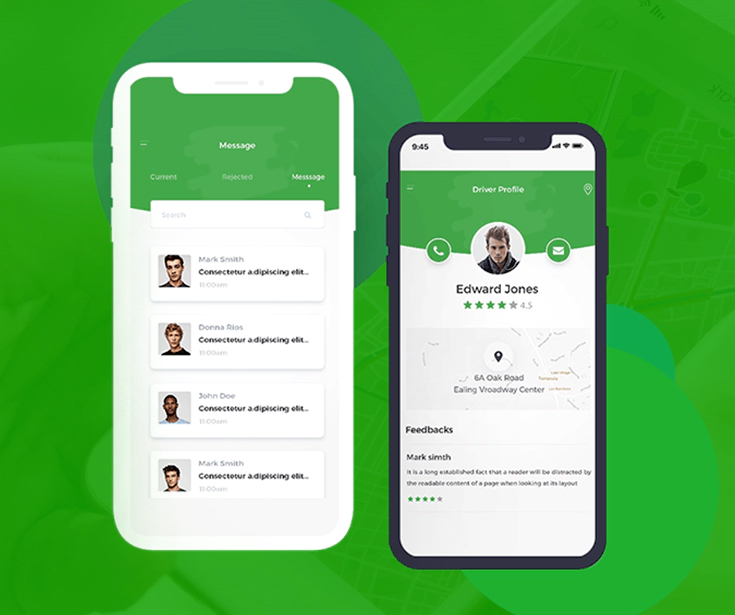 Message
Current Rejected Messsage
Search
Mark Smith
Consectetur a.dipiscing elit...
11:00am
Donna Rios
Consectetur a.dipiscing elit...
11:00am
John Doe
Consectetur a.dipiscing elit...
11:00am
Mark Smith
Consectetur a.dipiscing elit...
11:00am
9:45
Driver Profile
Edward Jones
4.5
6A Oak Road
Ealing Vroadway Center
Feedbacks
Mark simth
It is a long established fact that a reader will be distracted by
the readable content of a page when looking at its layout